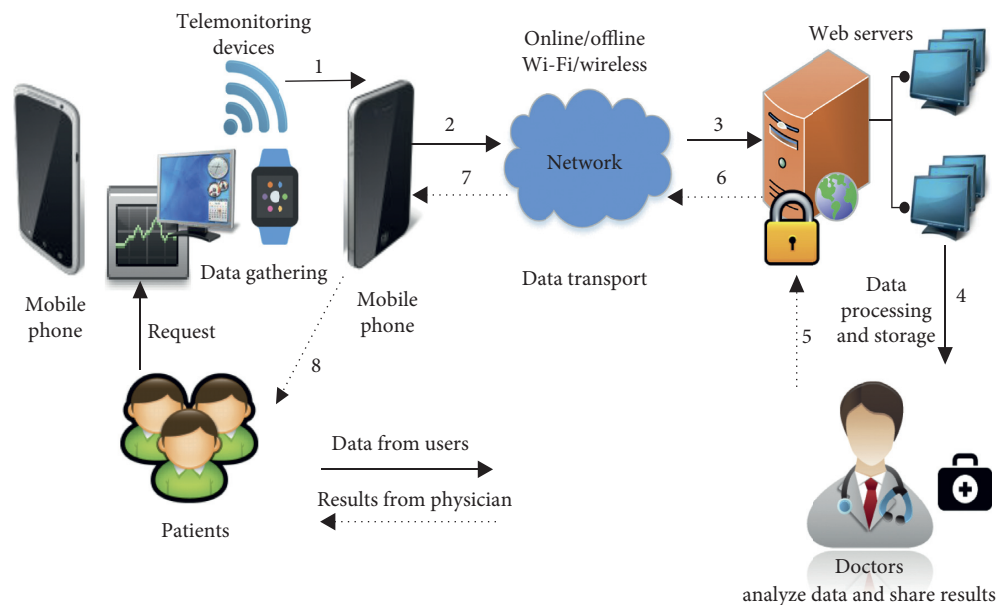 Telemonitoring
devices
1
Online/offline
Wi-Fi/wireless
Web servers
2
Network
3
7
6
Data gathering
Mobile
phone
Mobile
phone
Data transport
Data
processing
and storage
4
Request
8
5
Data from users
Results from physician
Patients
Doctors
analyze data and share results